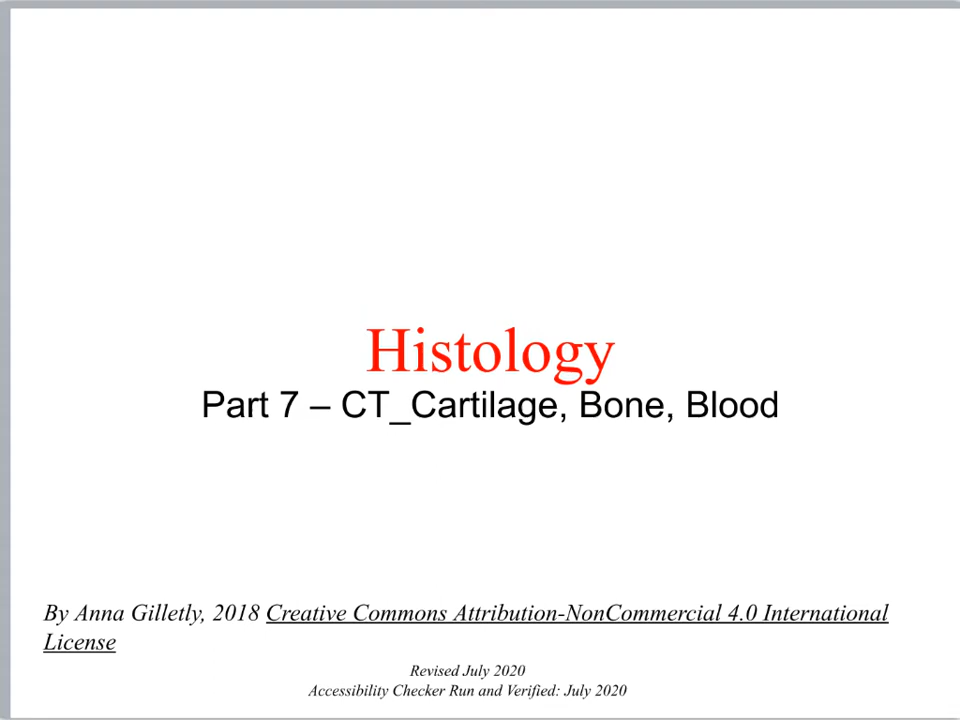 Histology
Part 7 – CT_Cartilage, Bone, Blood
By Anna Gilletly, 2018 Creative Commons Attribution-NonCommercial 4.0 International
License
Revised July 2020
Accessibility Checker Run and Verified: July 2020